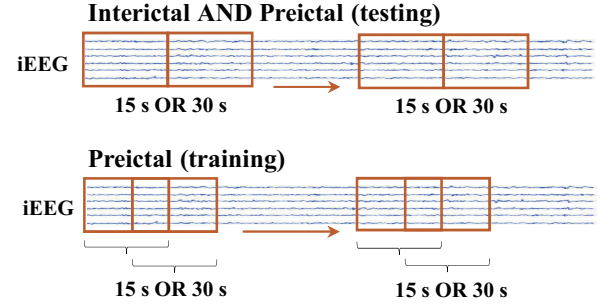 Interictal AND Preictal (testing)
iEEG
15 s OR 30 s 15 s OR 30 s
Preictal (training)
iEEG
15 s OR 30 s 15 s OR 30 s